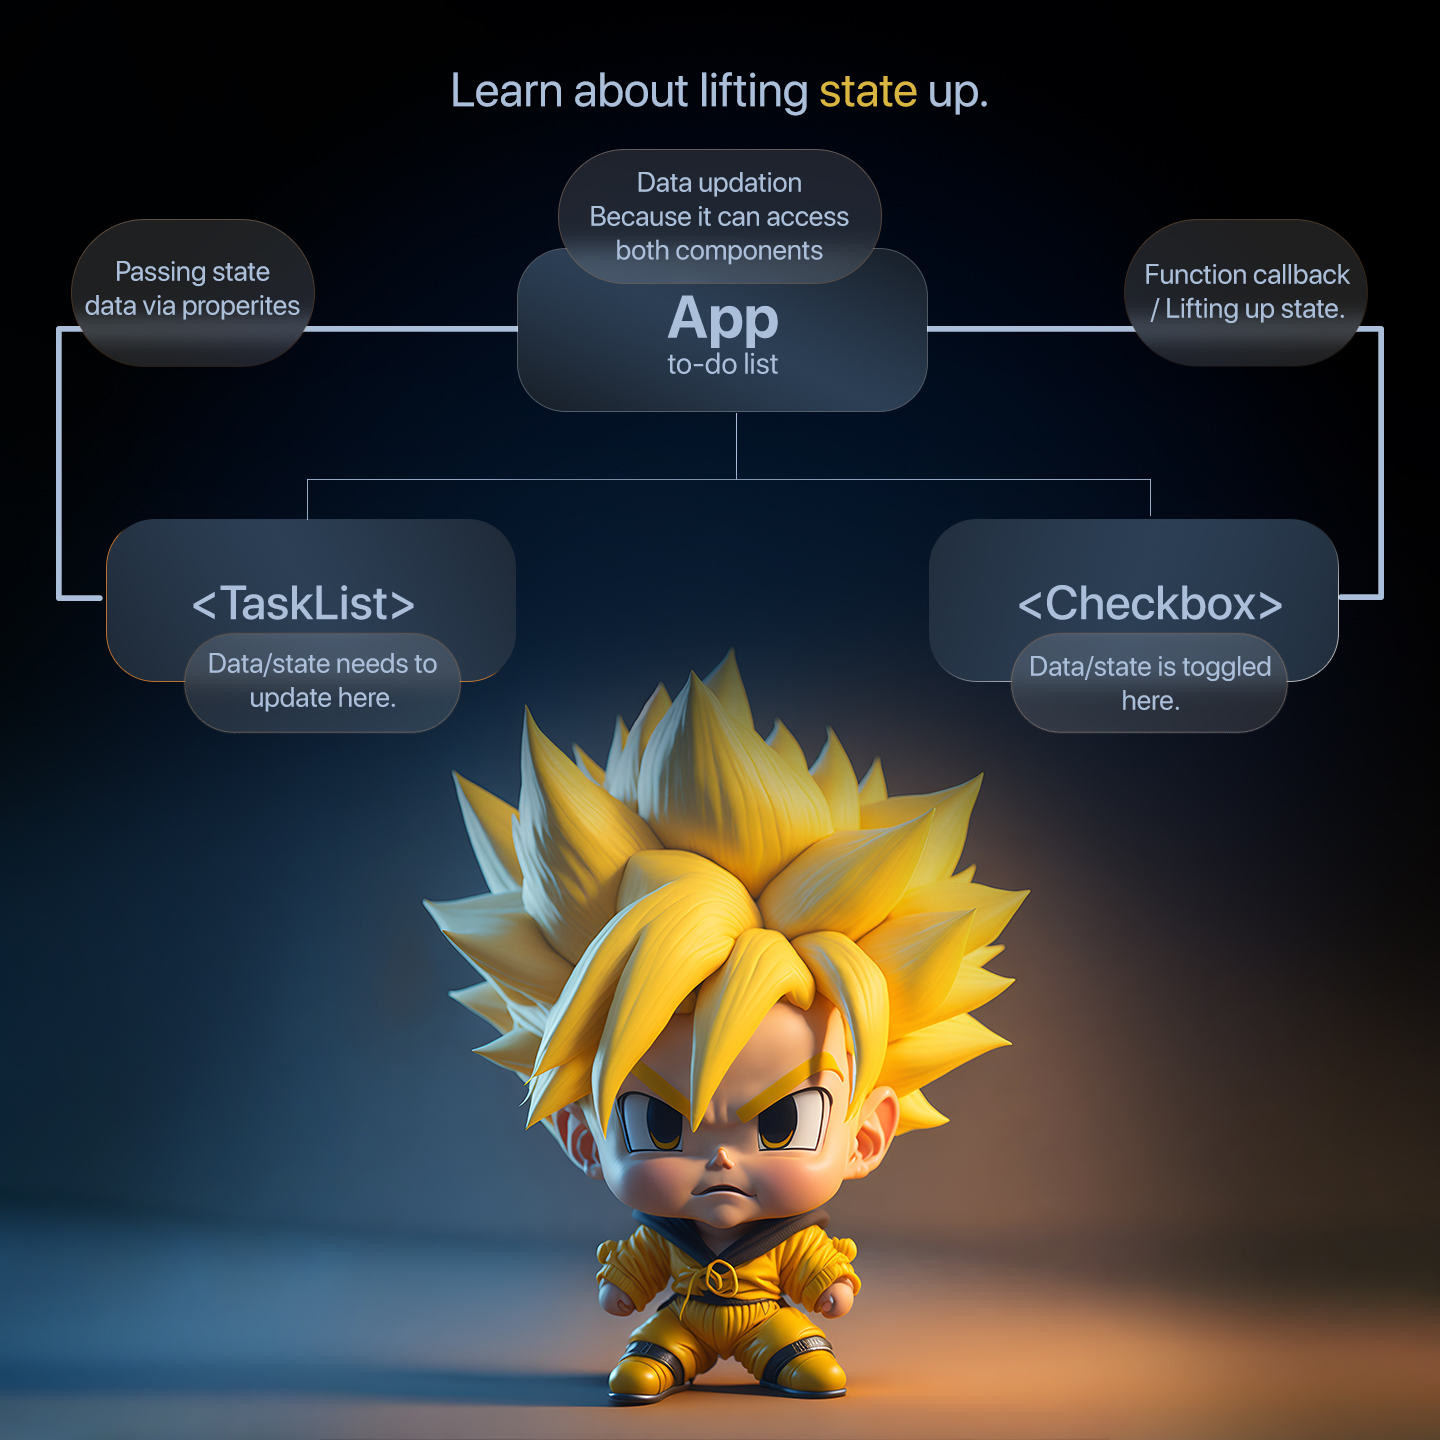 Learn about lifting state up.
Data updation
Because it can access
both components
Passing state
data via properites
Function callback
/ Lifting up state.
App
to-do list
<TaskList>
Data/state needs to
update here.
<Checkbox>
Data/state is toggled
here.